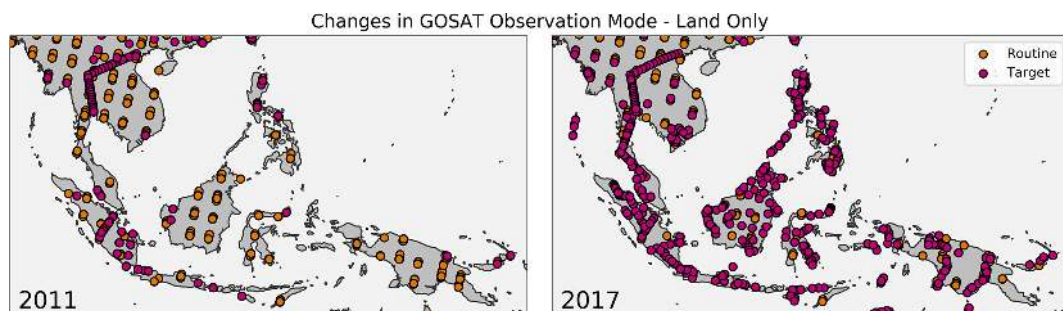 Changes in GOSAT Observation Mode - Land Only
2011
2017
Routine
Target